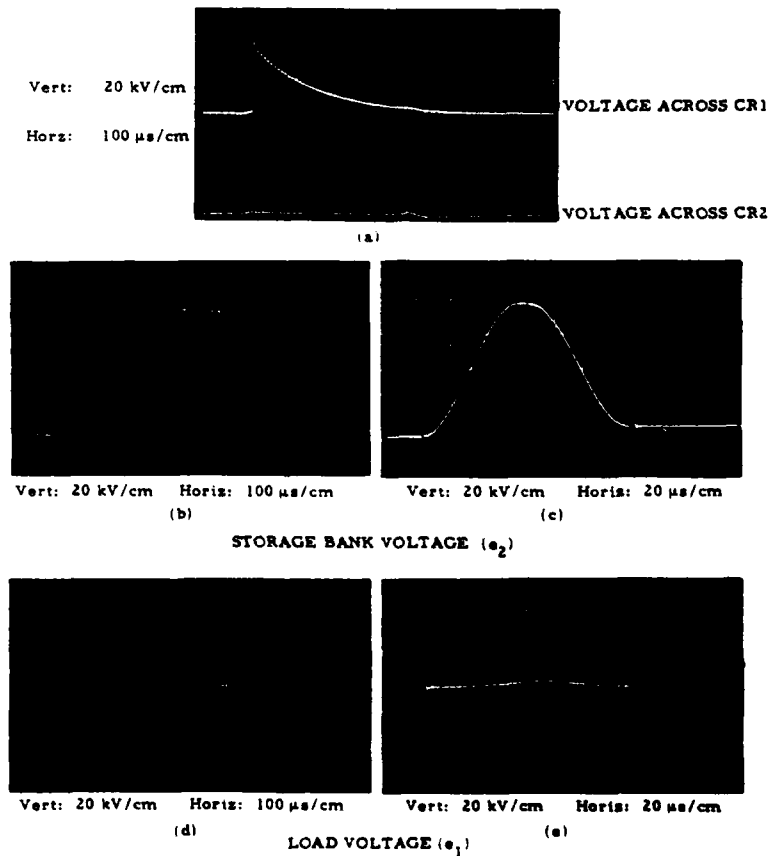 Vert: 20 kV/cm
Horz: 100 μs/cm
VOLTAGE ACROSS CR1
VOLTAGE ACROSS CR2
(a)
Vert: 20 kV/cm Horiz: 100 μs/cm
(b)
Vert: 20 kV/cm Horiz: 20 μs/cm
(c)
STORAGE BANK VOLTAGE (e2)
Vert: 20 kV/cm Horiz: 100 μs/cm
(d)
Vert: 20 kV/cm Horiz: 20 μs/cm
(e)
LOAD VOLTAGE (e1)